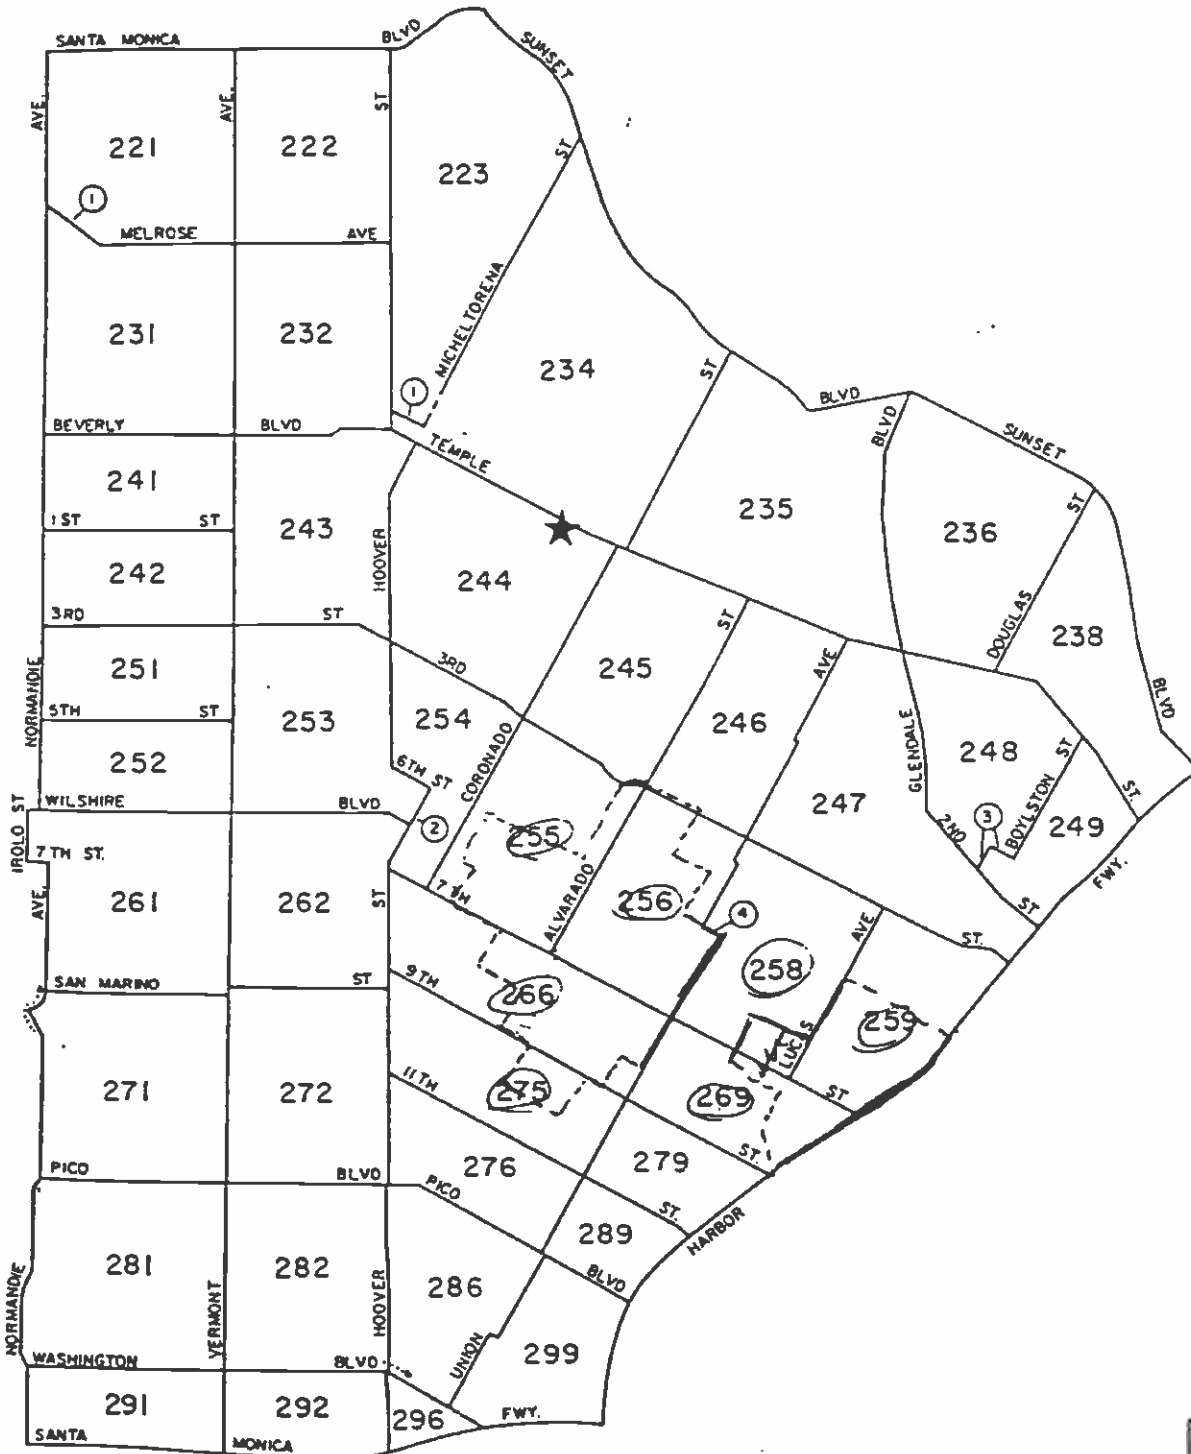 SANTA MONICA BLVD
SUNSET
AVE.
AVE.
ST
221
222
223
ST
1
MELROSE AVE
MICHELTORENA
231
232
234
ST
1
BLVD
BLVD
SUNSET
BEVERLY BLVD
TEMPLE
241
243
235
236
ST
1ST ST
HOOVER
242
244
3RD ST
DOUGLAS
238
NORMANDIE
251
3RD
245
ST
AVE
BLVD
5TH ST
253
254
CORONADO
246
GLENDALE
248
ST
252
6TH ST
247
BOYLSTON
ST.
IROLO ST
WILSHIRE BLVD
2
3
2ND
249
7TH ST.
255
FWY.
AVE.
261
262
ST
7TH
ALVARADO
256
4
AVE
ST
ST.
SAN MARINO ST
9TH
258
266
LUCAS
259
271
272
11TH
275
269
ST
PICO BLVD
276
279
ST.
PICO
ST.
289
HARBOR
281
282
286
BLVD
NORMANDIE
VERMONT
HOOVER
UNION
299
WASHINGTON BLVD
291
292
296
FWY.
SANTA MONICA